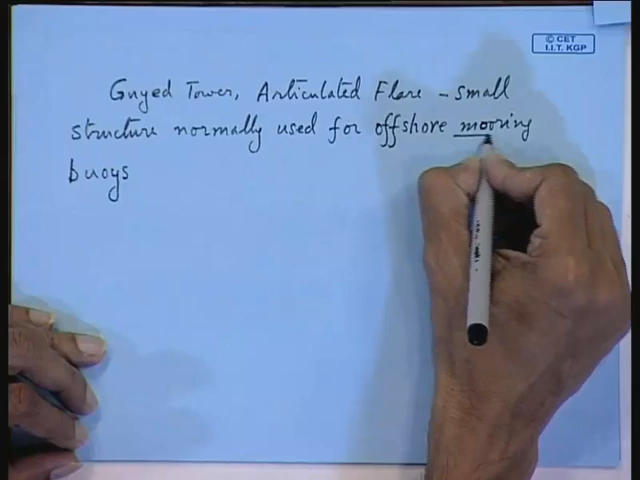 © CET
I.I.T. KGP
Guyed Tower, Articulated Flare – small
structure normally used for offshore mooring
buoys